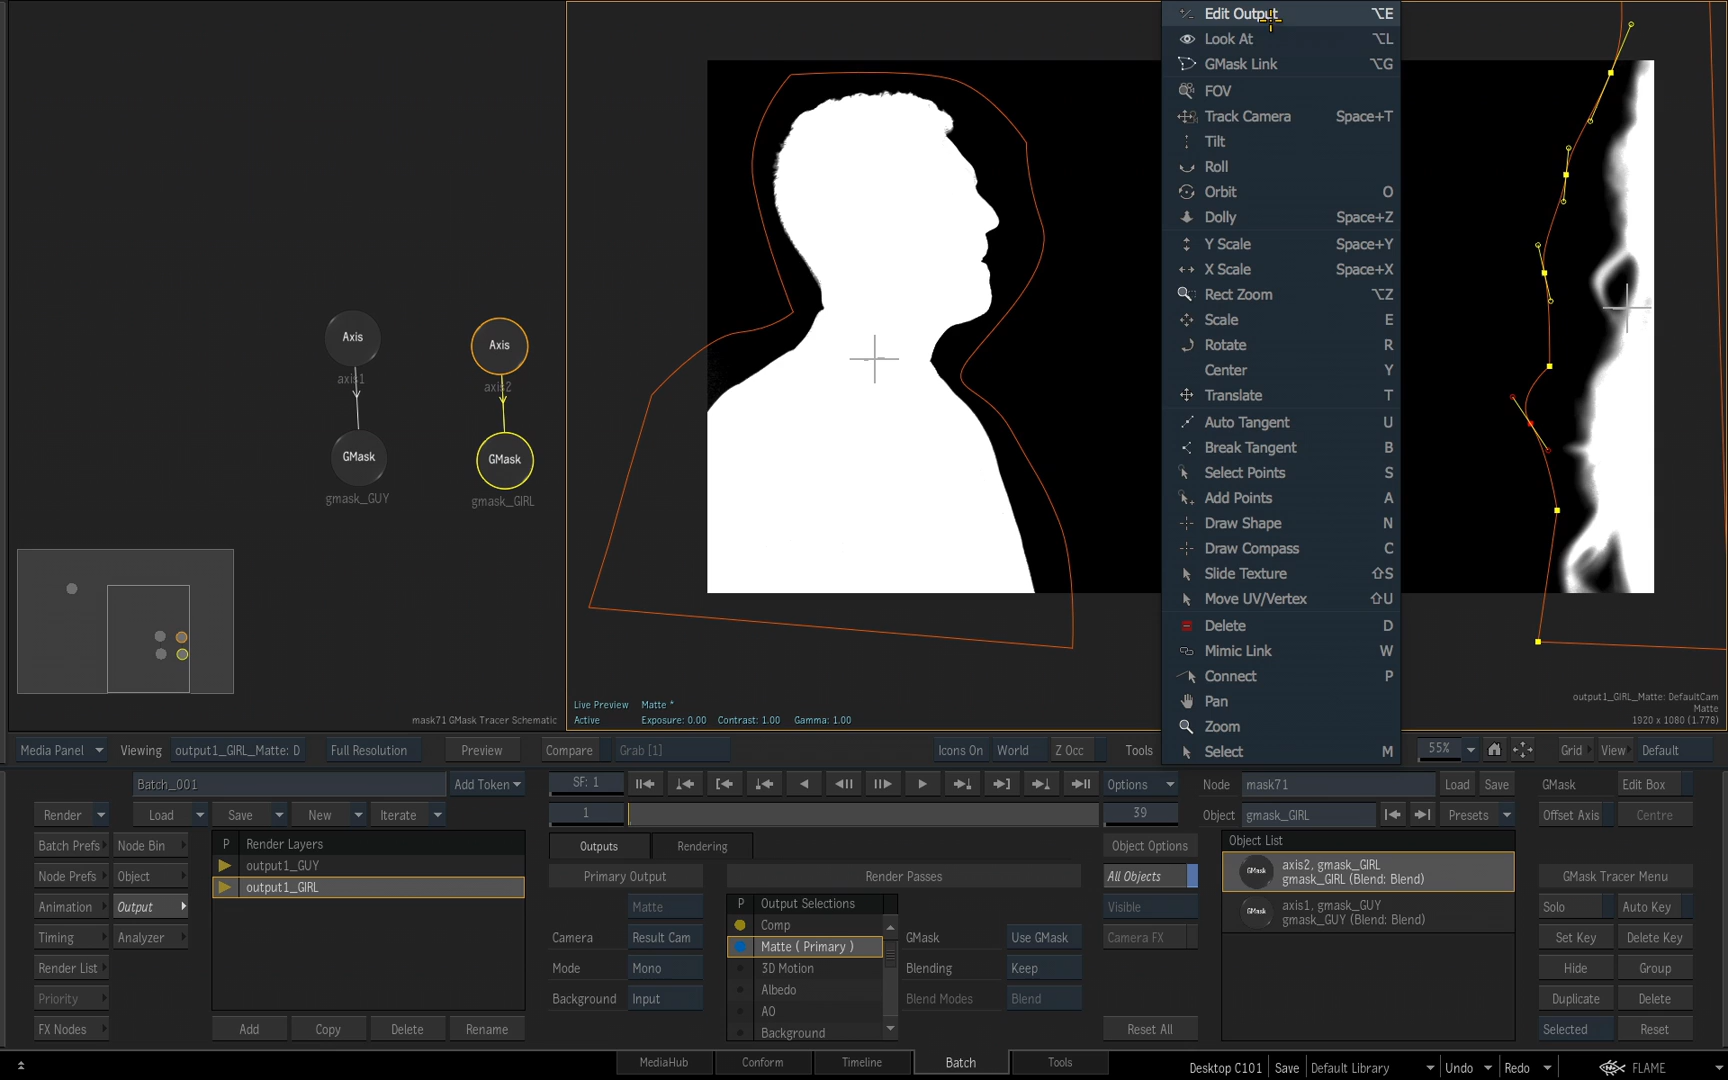 Edit Output ⌥E
Look At ⌥L
GMask Link ⌥G
FOV
Track Camera Space+T
Tilt
Roll
Orbit O
Dolly Space+Z
Y Scale Space+Y
X Scale Space+X
Rect Zoom ⌥Z
Scale E
Rotate R
Center Y
Translate T
Auto Tangent U
Break Tangent B
Select Points S
Add Points A
Draw Shape N
Draw Compass C
Slide Texture ⇧S
Move UV/Vertex ⇧U
Delete D
Mimic Link W
Connect P
Pan
Zoom
Select M
Axis
axis1
Axis
axis2
GMask
gmask_GUY
GMask
gmask_GIRL
mask71 GMask Tracer Schematic
Live Preview Matte *
Active Exposure: 0.00 Contrast: 1.00 Gamma: 1.00
output1_GIRL_Matte: DefaultCam
Matte
1920 x 1080 (1.778)
Media Panel Viewing output1_GIRL_Matte: D Full Resolution Preview Compare Grab [1] Icons On World Z Occ Tools 55% Grid View Default
Batch_001 Add Token SF: 1 Options Node mask71 Load Save GMask Edit Box
Render Load Save New Iterate 1 39 Object gmask_GIRL Presets Offset Axis Centre
Batch Prefs Node Bin P Render Layers Outputs Rendering Object Options Object List
output1_GUY
Node Prefs Object Primary Output Render Passes All Objects axis2, gmask_GIRL
gmask_GIRL (Blend: Blend) GMask Tracer Menu
output1_GIRL
Animation Output Matte P Output Selections Visible axis1, gmask_GUY
gmask_GUY (Blend: Blend) Solo Auto Key
Comp
Timing Analyzer Camera Result Cam Matte ( Primary ) GMask Use GMask Camera FX Set Key Delete Key
Render List Mode Mono 3D Motion Blending Keep Hide Group
Albedo
Priority Background Input AO Blend Modes Blend Duplicate Delete
FX Nodes Add Copy Delete Rename Background Reset All Selected Reset
MediaHub Conform Timeline Batch Tools Desktop C101 Save Default Library Undo Redo FLAME